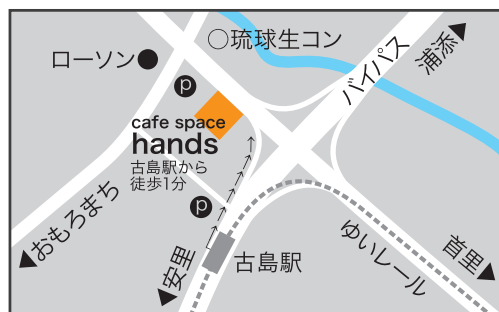 ○琉球生コン
ローソン●
バイパス
浦添▲
p
cafe space
hands
古島駅から
徒歩1分
p
◀おもろまち
◀安里
古島駅
ゆいレール
首里▶